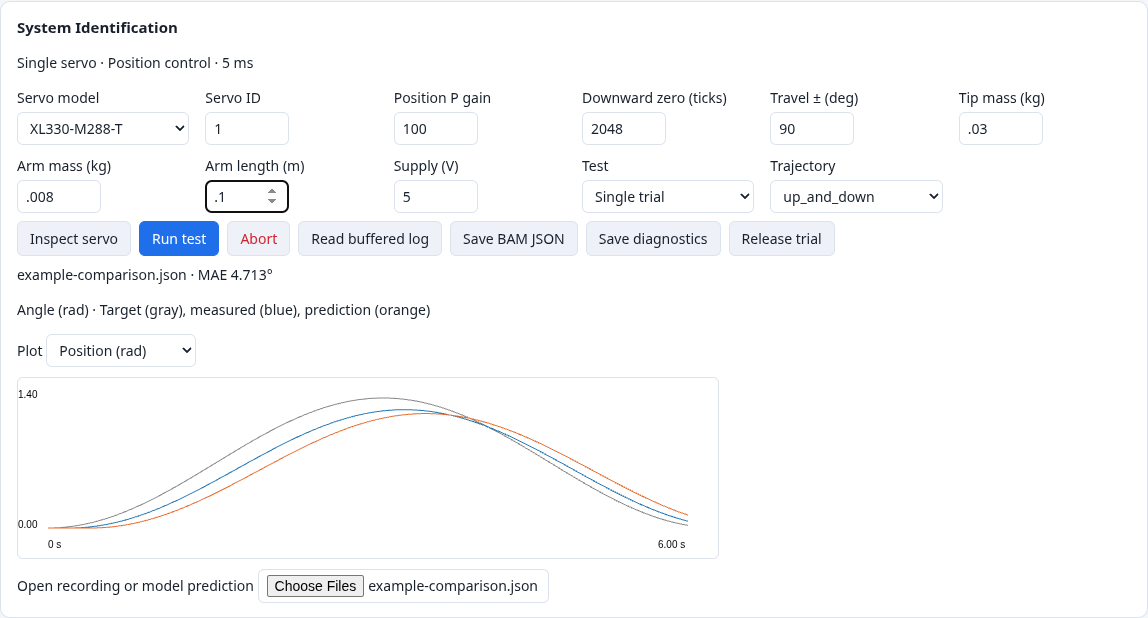 System Identification
Single servo · Position control · 5 ms
Servo model Servo ID Position P gain Downward zero (ticks) Travel ± (deg) Tip mass (kg)
XL330-M288-T 1 100 2048 90 .03
Arm mass (kg) Arm length (m) Supply (V) Test Trajectory
.008 .1 5 Single trial up_and_down
Inspect servo Run test Abort Read buffered log Save BAM JSON Save diagnostics Release trial
example-comparison.json · MAE 4.713°
Angle (rad) · Target (gray), measured (blue), prediction (orange)
Plot Position (rad)
1.40
0.00
0 s 6.00 s
Open recording or model prediction Choose Files example-comparison.json